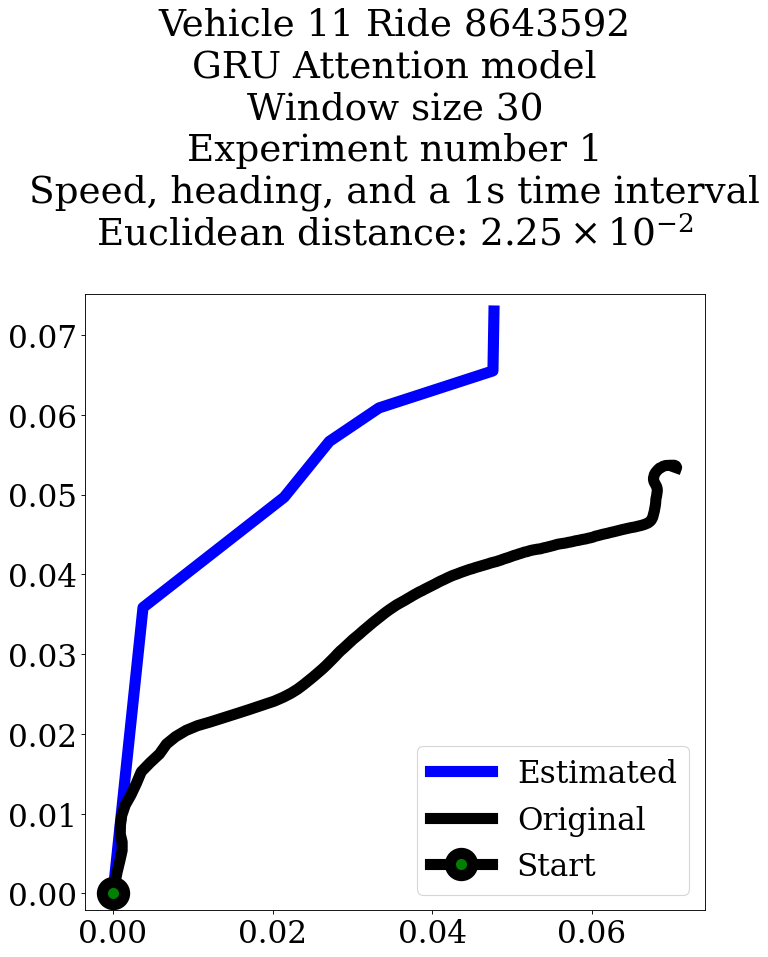 Vehicle 11 Ride 8643592
GRU Attention model
Window size 30
Experiment number 1
Speed, heading, and a 1s time interval
Euclidean distance: 2.25 × 10⁻²
0.07
0.06
0.05
0.04
0.03
0.02
0.01
0.00
Estimated
Original
Start
0.00 0.02 0.04 0.06